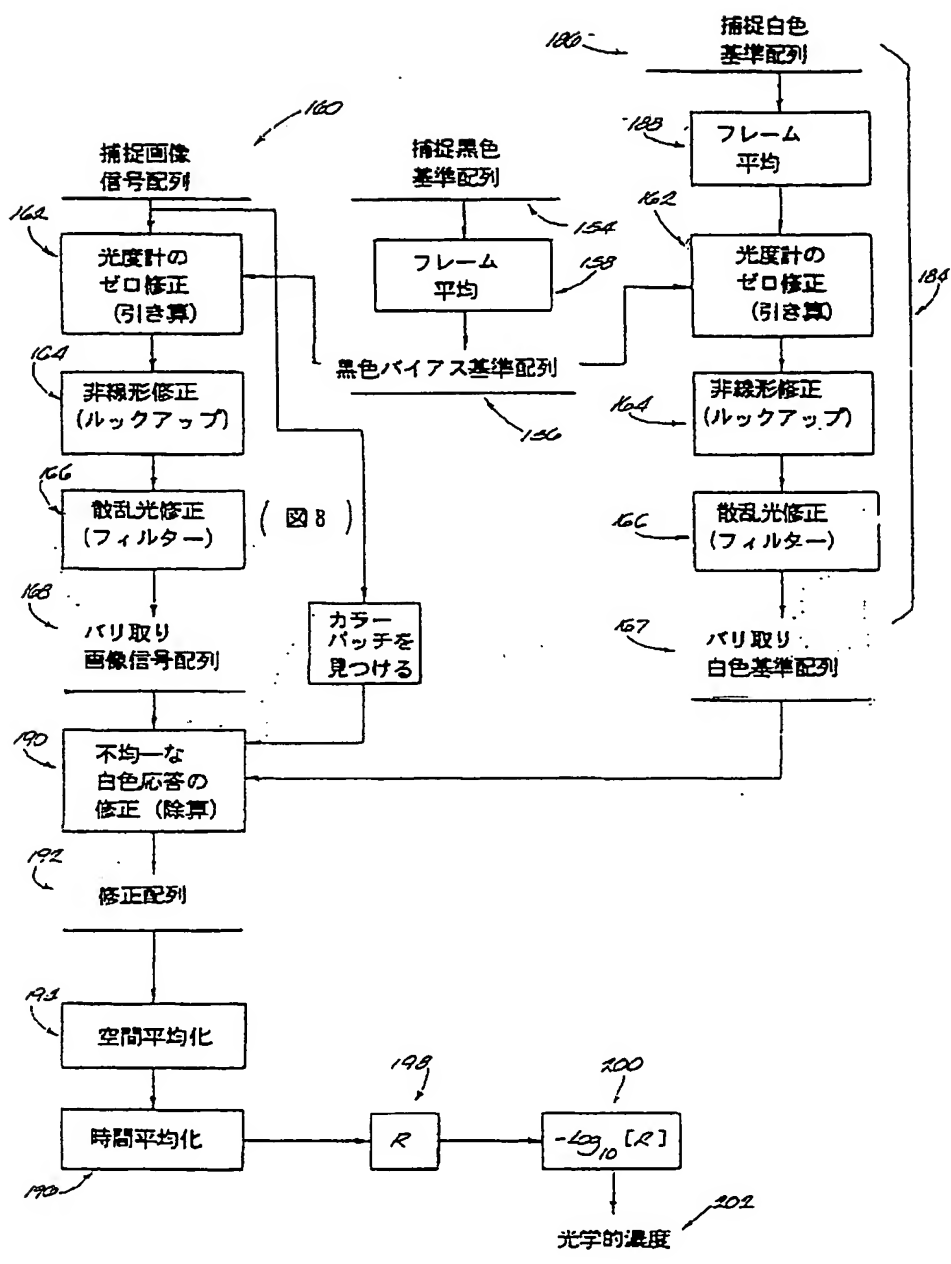 捕捉白色
基準配列
186
188
フレーム
平均
160
捕捉画像
信号配列
捕捉黒色
基準配列
154
162
光度計の
ゼロ修正
(引き算)
フレーム
平均
158
162
光度計の
ゼロ修正
(引き算)
184
黒色バイアス基準配列
156
164
非線形修正
(ルックアップ)
164
非線形修正
(ルックアップ)
166
散乱光修正
(フィルター)
(図8)
166
散乱光修正
(フィルター)
168
バリ取り
画像信号配列
カラー
パッチを
見つける
167
バリ取り
白色基準配列
190
不均一な
白色応答の
修正(除算)
192
修正配列
空間平均化
時間平均化
198
R
200
-Log10 [R]
光学的濃度
202